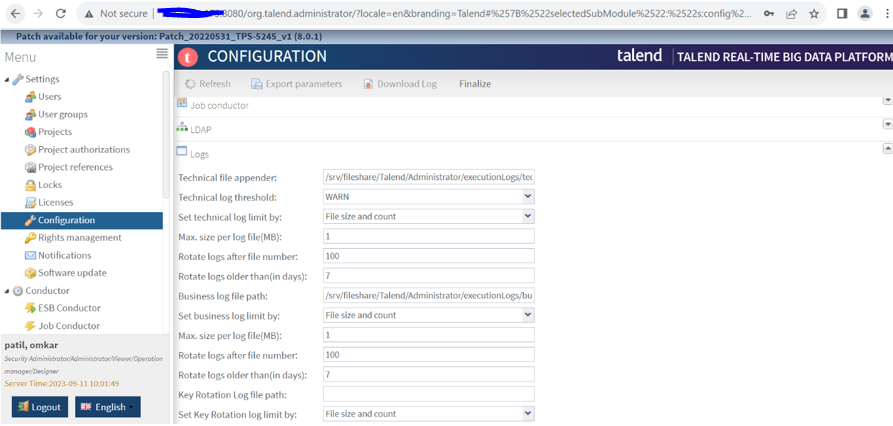 Not secure | 8080/org.talend.administrator/?locale=en&branding=Talend#%257B%2522selectedSubModule%2522:%2522s:config%2...
Patch available for your version: Patch_20220531_TPS-5245_v1 (8.0.1)
Menu
Settings
Users
User groups
Projects
Project authorizations
Project references
Locks
Licenses
Configuration
Rights management
Notifications
Software update
Conductor
ESB Conductor
Job Conductor
patil, omkar
Security Administrator/Administrator/Viewer/Operation
manager/Designer
Server Time:2023-09-11 10:01:49
Logout English
t CONFIGURATION talend TALEND REAL-TIME BIG DATA PLATFORM
Refresh Export parameters Download Log Finalize
Job conductor
LDAP
Logs
Technical file appender: /srv/fileshare/Talend/Administrator/executionLogs/tec
Technical log threshold: WARN
Set technical log limit by: File size and count
Max. size per log file(MB): 1
Rotate logs after file number: 100
Rotate logs older than(in days): 7
Business log file path: /srv/fileshare/Talend/Administrator/executionLogs/bu
Set business log limit by: File size and count
Max. size per log file(MB): 1
Rotate logs after file number: 100
Rotate logs older than(in days): 7
Key Rotation Log file path:
Set Key Rotation log limit by: File size and count